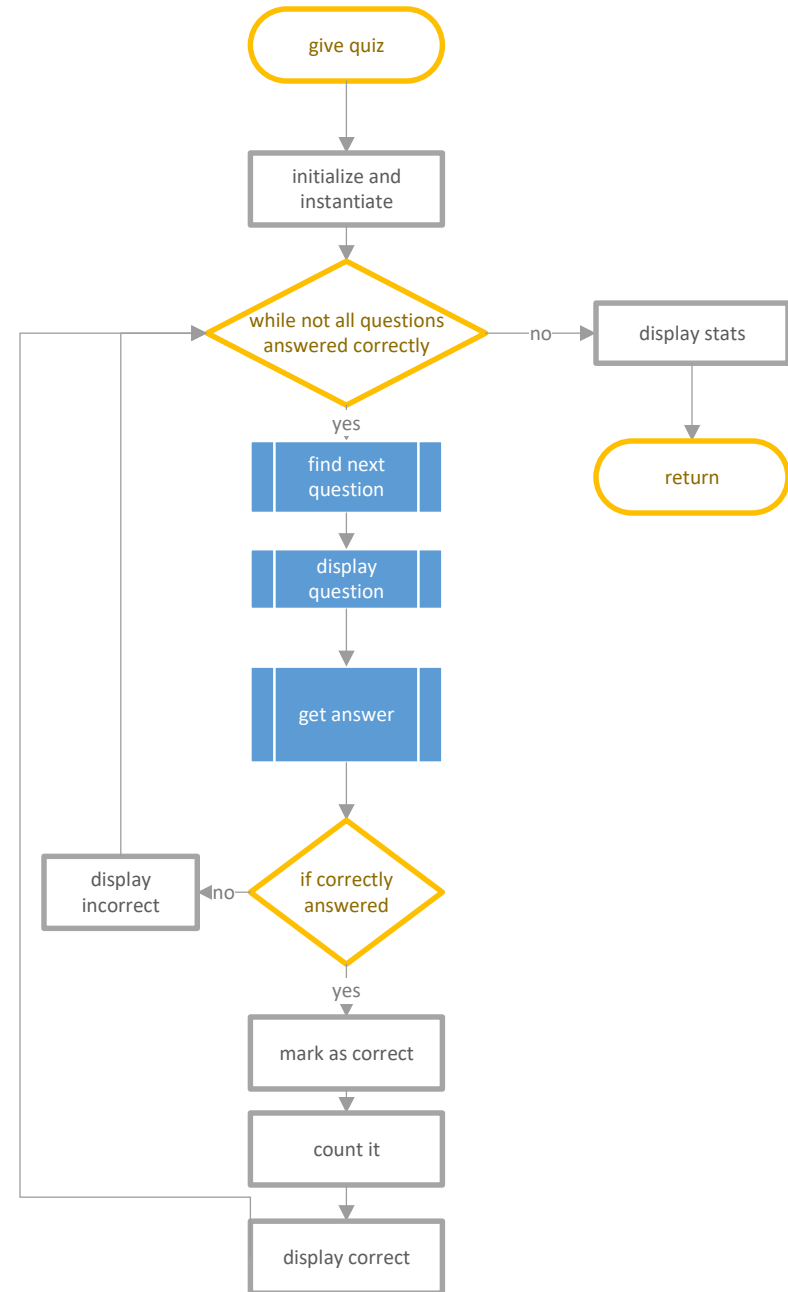 give quiz
initialize and
instantiate
while not all questions
answered correctly
no
display stats
yes
find next
question
return
display
question
get answer
if correctly
answered
no
display
incorrect
yes
mark as correct
count it
display correct